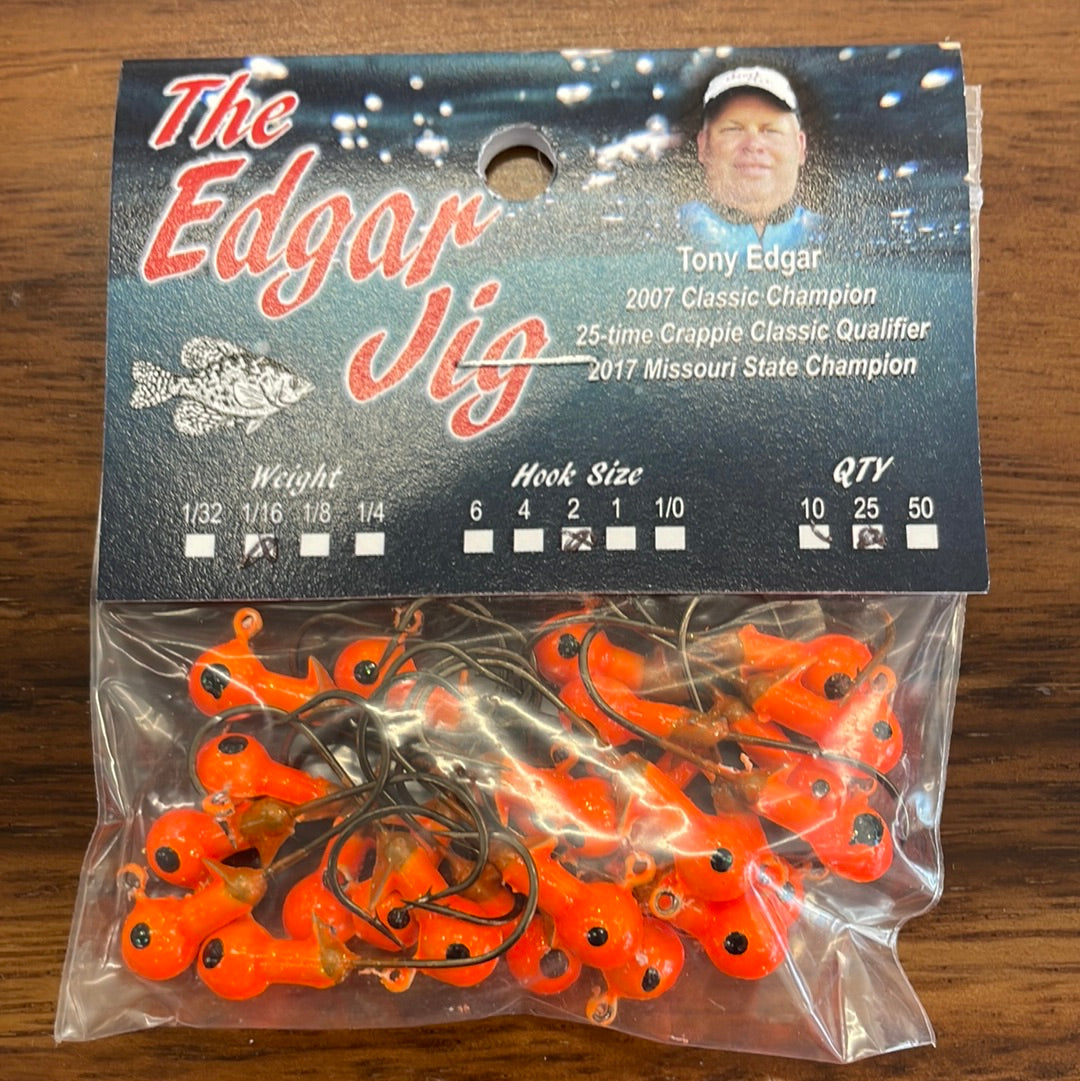 The
Edgar
Jig
Tony Edgar
2007 Classic Champion
25-time Crappie Classic Qualifier
2017 Missouri State Champion
Weight
1/32 1/16 1/8 1/4
Hook Size
6 4 2 1 1/0
QTY
10 25 50